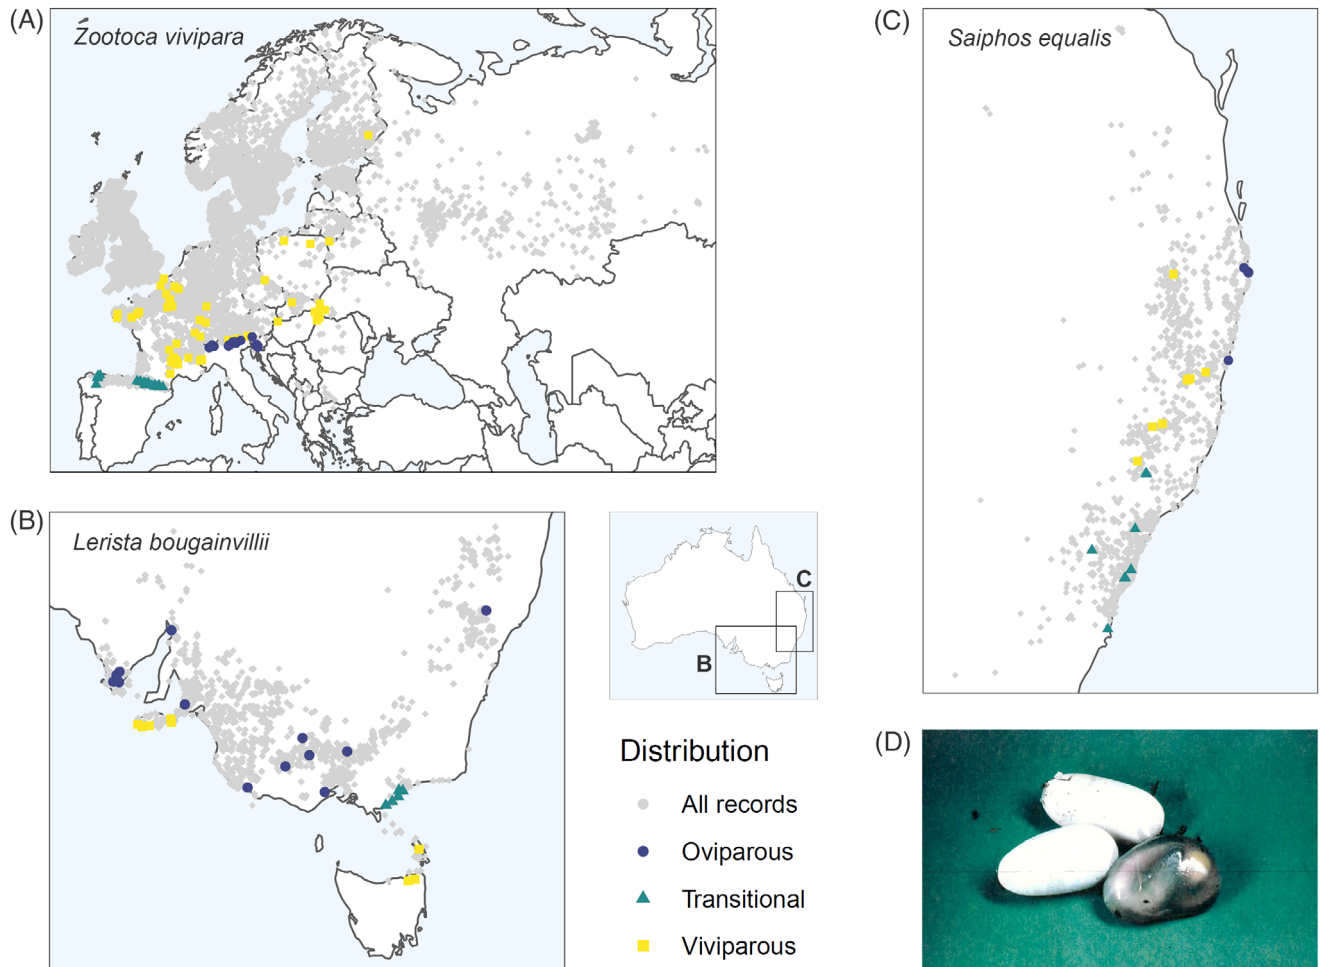 (A)
Zootoca vivipara
(C)
Saiphos equalis
(B)
Lerista bougainvillii
C
B
Distribution
All records
Oviparous
Transitional
Viviparous
(D)